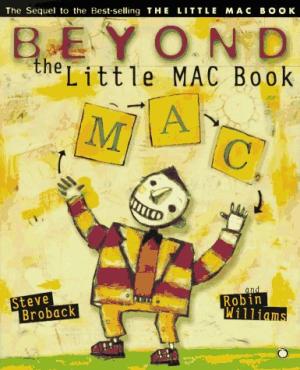 The Sequel to the Best-selling THE LITTLE MAC BOOK
BEYOND
the
Little MAC Book
M A C
Steve
Broback
and
Robin
Williams